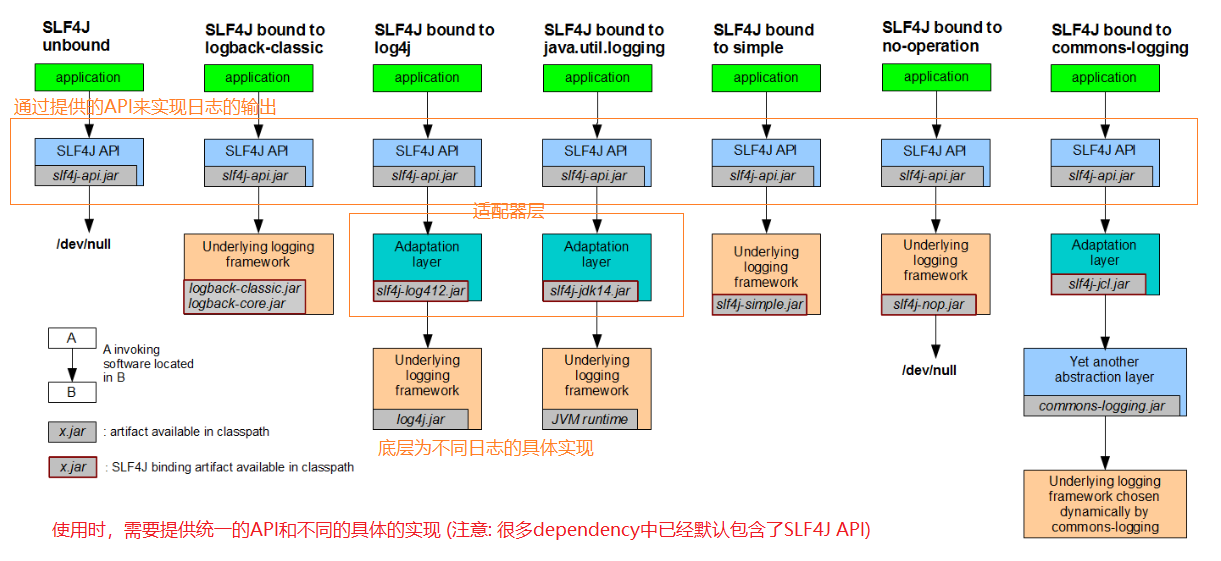 SLF4J
unbound
SLF4J bound to
logback-classic
SLF4J bound to
log4j
SLF4J bound to
java.util.logging
SLF4J bound
to simple
SLF4J bound to
no-operation
SLF4J bound to
commons-logging
application
application
application
application
application
application
application
通过提供的API来实现日志的输出
SLF4J API
slf4j-api.jar
SLF4J API
slf4j-api.jar
SLF4J API
slf4j-api.jar
SLF4J API
slf4j-api.jar
SLF4J API
slf4j-api.jar
SLF4J API
slf4j-api.jar
SLF4J API
slf4j-api.jar
适配器层
/dev/null
Underlying logging
framework
logback-classic.jar
logback-core.jar
Adaptation
layer
slf4j-log412.jar
Adaptation
layer
slf4j-jdk14.jar
Underlying
logging
framework
slf4j-simple.jar
Underlying
logging
framework
slf4j-nop.jar
Adaptation
layer
slf4j-jcl.jar
A
B
A invoking
software located
in B
Underlying
logging
framework
log4j.jar
Underlying
logging
framework
JVM runtime
/dev/null
Yet another
abstraction layer
commons-logging.jar
x.jar
: artifact available in classpath
底层为不同日志的具体实现
x.jar
: SLF4J binding artifact available in classpath
Underlying logging
framework chosen
dynamically by
commons-logging
使用时，需要提供统一的API和不同的具体的实现 (注意: 很多dependency中已经默认包含了SLF4J API)